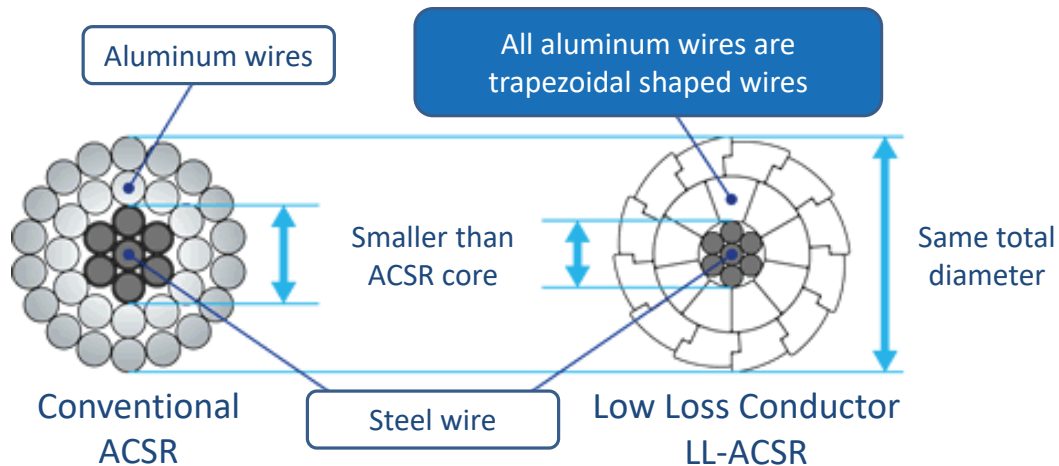 Aluminum wires
All aluminum wires are
trapezoidal shaped wires
Smaller than
ACSR core
Same total
diameter
Conventional
ACSR
Steel wire
Low Loss Conductor
LL-ACSR